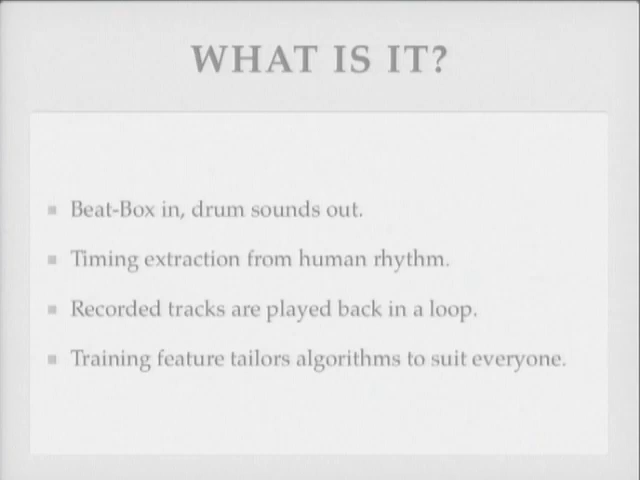 WHAT IS IT?
Beat-Box in, drum sounds out.
Timing extraction from human rhythm.
Recorded tracks are played back in a loop.
Training feature tailors algorithms to suit everyone.